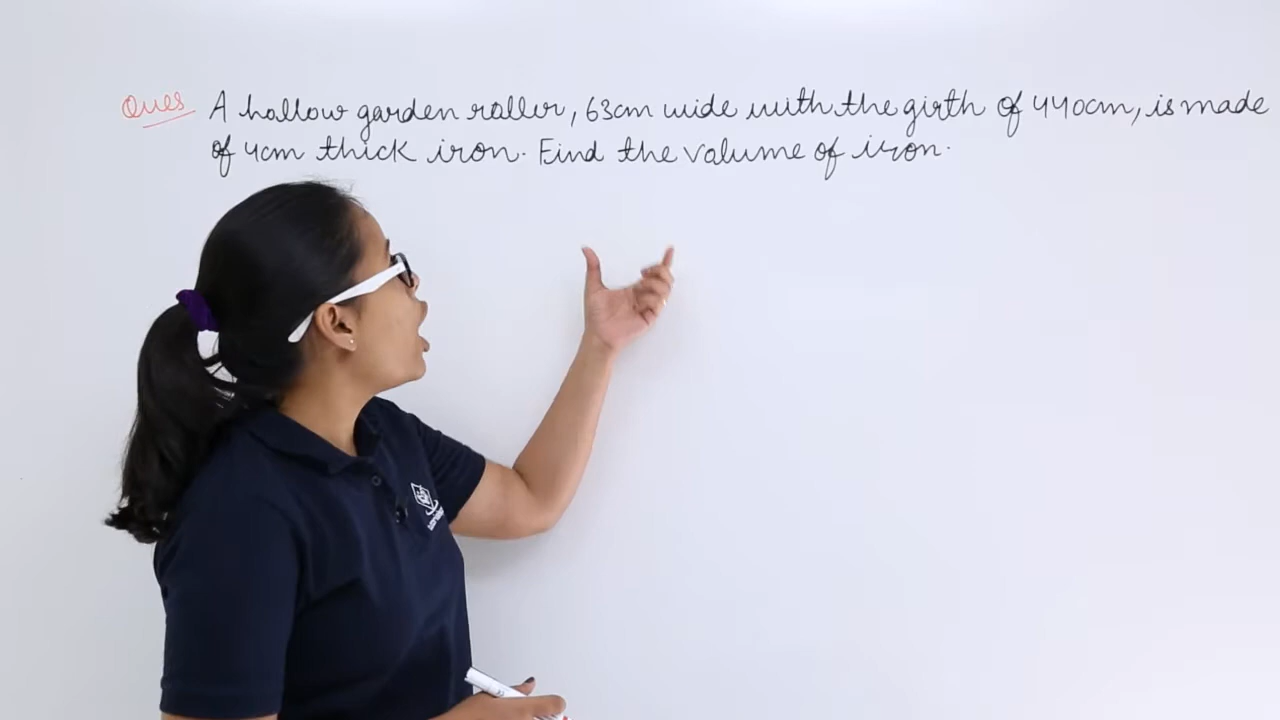 Ques A hollow garden roller, 63cm wide with the girth of 440cm, is made
of 4cm thick iron. Find the volume of iron.